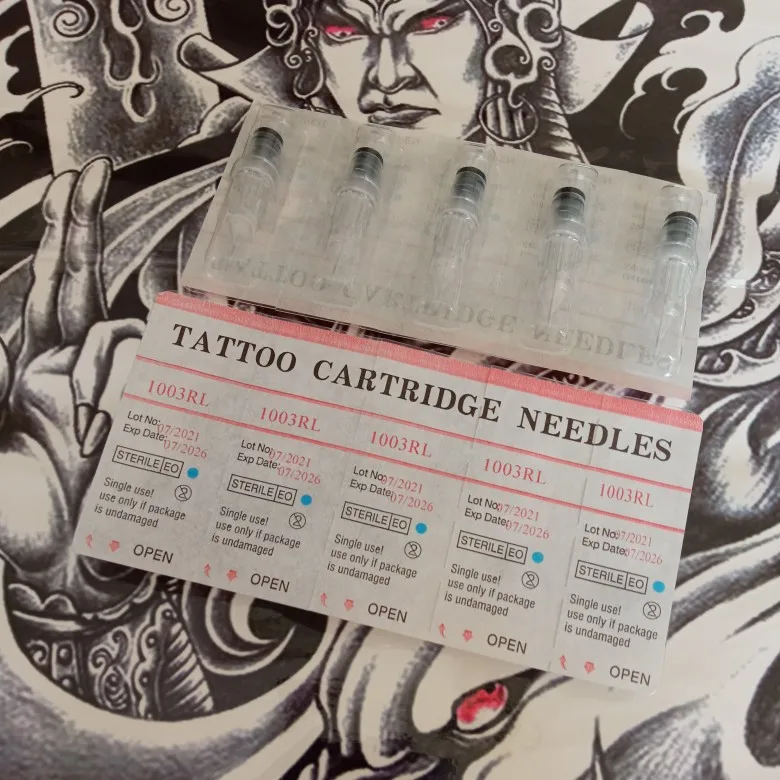 TATTOO CARTRIDGE NEEDLES
TATTOO CARTRIDGE NEEDLES
1003RL
Lot No: 07/2021
Exp Date: 07/2026
STERILE EO
Single use!
use only if package
is undamaged
OPEN
1003RL
Lot No: 07/2021
Exp Date: 07/2026
STERILE EO
Single use!
use only if package
is undamaged
OPEN
1003RL
Lot No: 07/2021
Exp Date: 07/2026
STERILE EO
Single use!
use only if package
is undamaged
OPEN
1003RL
Lot No: 07/2021
Exp Date: 07/2026
STERILE EO
Single use!
use only if package
is undamaged
OPEN
1003RL
Lot No: 07/2021
Exp Date: 07/2026
STERILE EO
Single use!
use only if package
is undamaged
OPEN